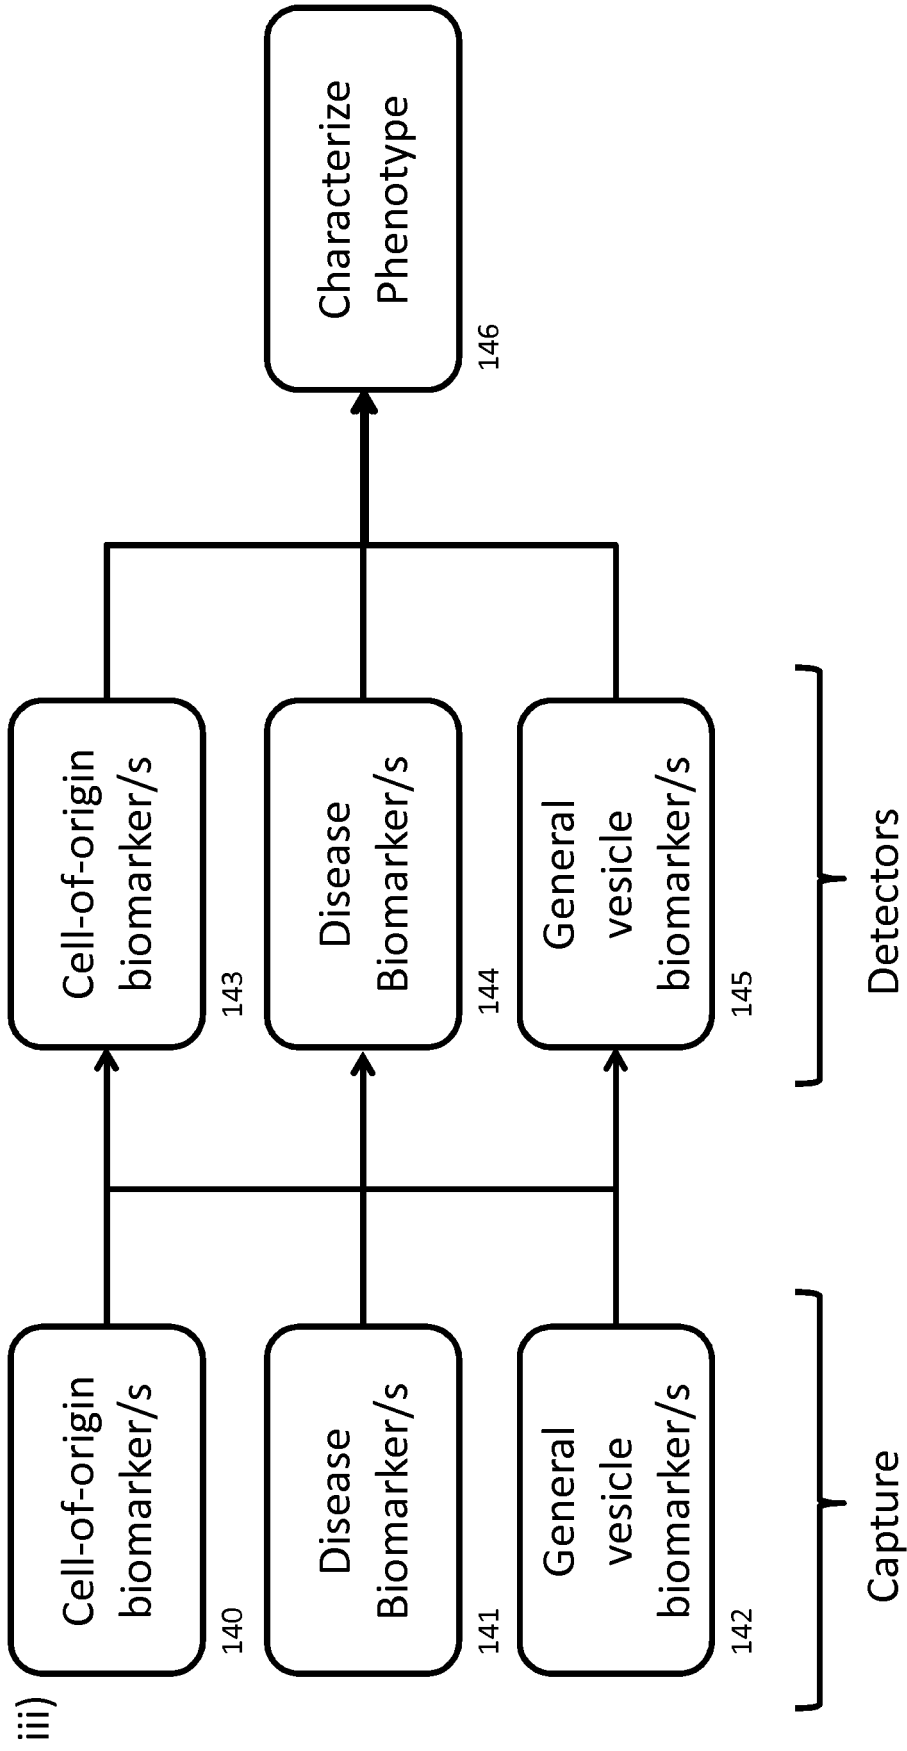 iii)
Cell-of-origin
biomarker/s
140
Disease
Biomarker/s
141
General
vesicle
biomarker/s
142
Capture
Cell-of-origin
biomarker/s
143
Disease
Biomarker/s
144
General
vesicle
biomarker/s
145
Detectors
Characterize
Phenotype
146